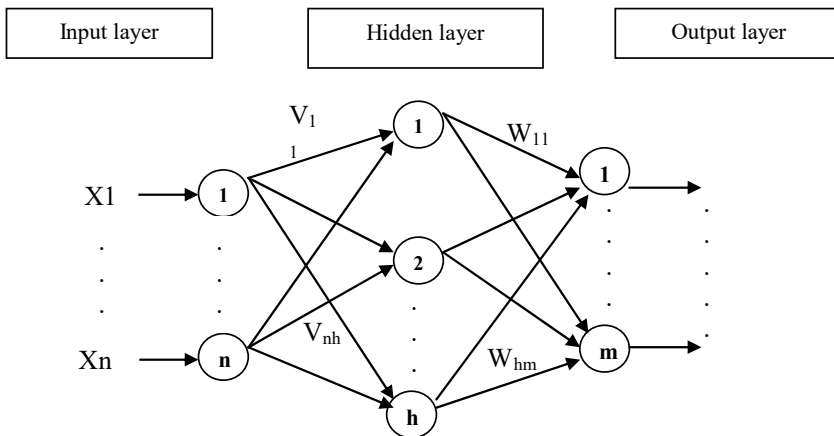 Input layer
Hidden layer
Output layer
V1
1
W11
1
1
1
X1
2
Vnh
Whm
Xn
n
m
h